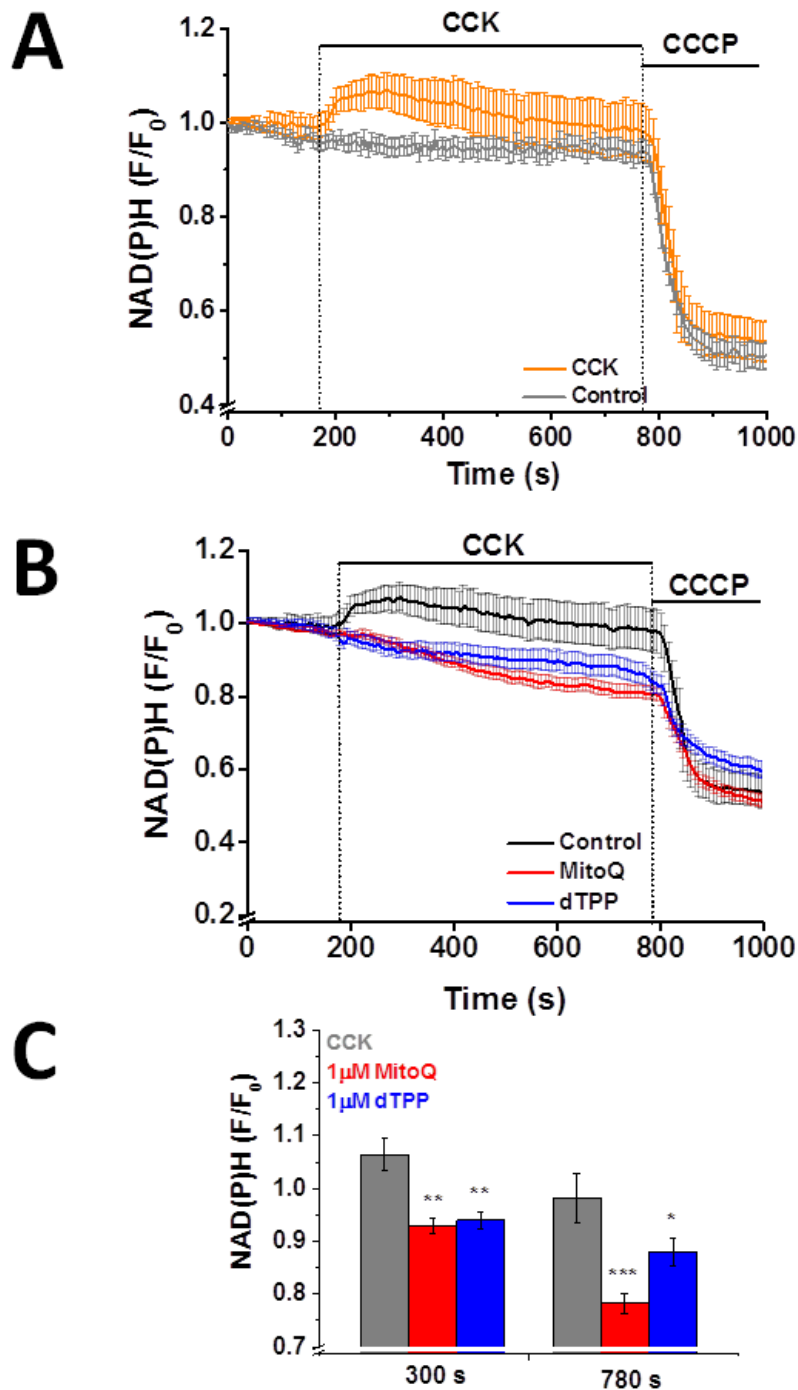 A
CCK
CCCP
NAD(P)H (F/F0)
1.2
1.0
0.8
0.6
0.4
CCK
Control
0 200 400 600 800 1000
Time (s)
B
CCK
CCCP
NAD(P)H (F/F0)
1.2
1.0
0.8
0.6
0.4
0.2
Control
MitoQ
dTPP
0 200 400 600 800 1000
Time (s)
C
NAD(P)H (F/F0)
1.3
1.2
1.1
1.0
0.9
0.8
0.7
CCK
1µM MitoQ
1µM dTPP
** **
*** *
300 s 780 s